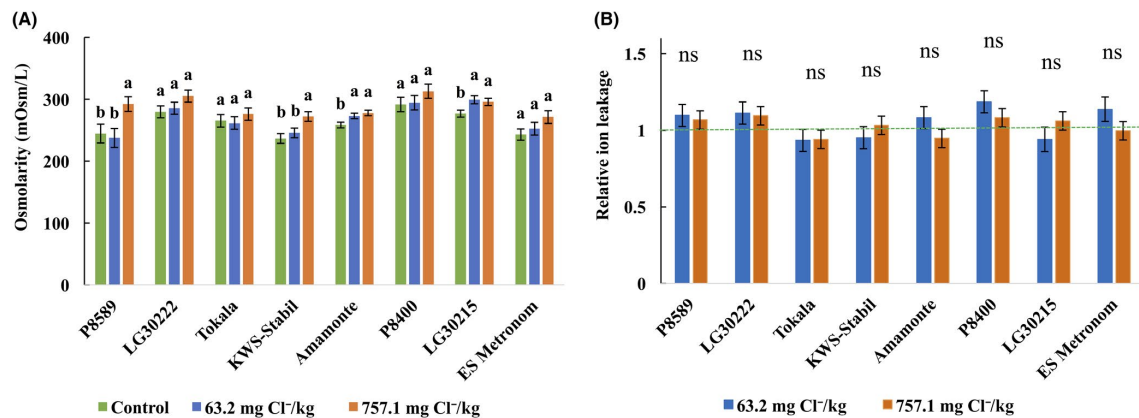 (A)
Osmolarity (mOsm/L)
400
300
200
100
0
b b a
a a a
a a a
b b a
b a a
a a a
b a a
a a a
P8589
LG30222
Tokala
KWS-Stabil
Amamonte
P8400
LG30215
ES Metronom
Control
63.2 mg Cl⁻/kg
757.1 mg Cl⁻/kg
(B)
Relative ion leakage
1.5
1
0.5
0
ns
ns
ns
ns
ns
ns
ns
ns
P8589
LG30222
Tokala
KWS-Stabil
Amamonte
P8400
LG30215
ES Metronom
63.2 mg Cl⁻/kg
757.1 mg Cl⁻/kg